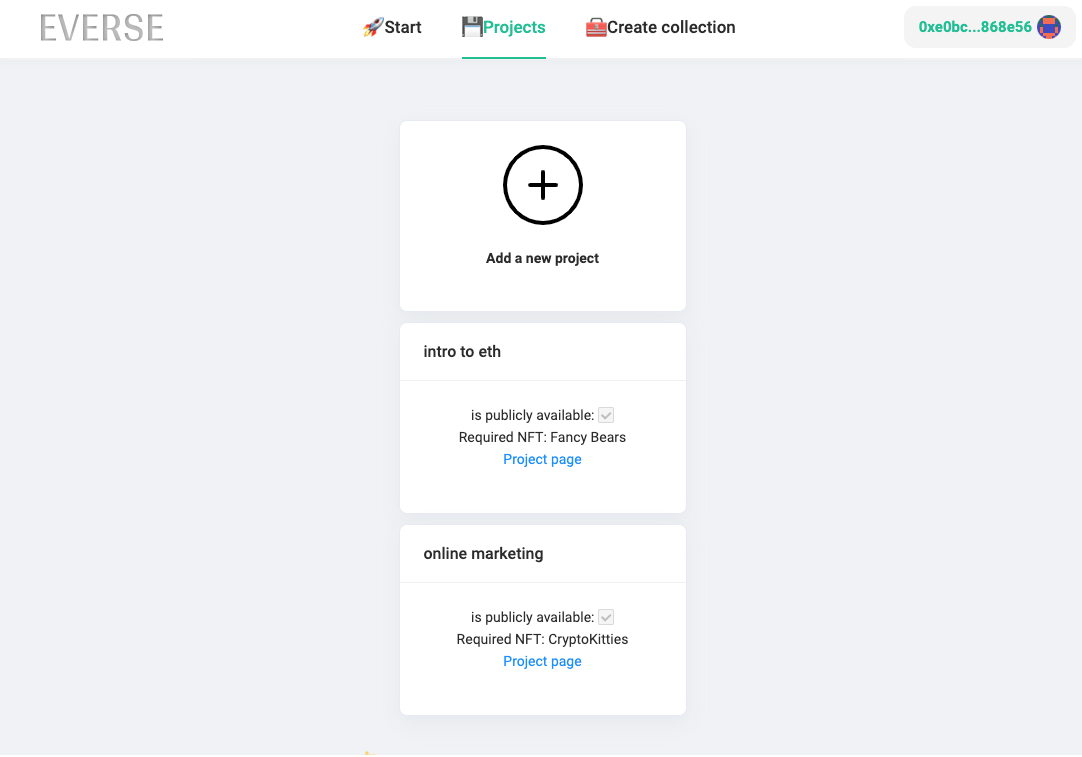 EVERSE
🚀Start
💾Projects
🧰Create collection
0xe0bc...868e56
Add a new project
intro to eth
is publicly available:
Required NFT: Fancy Bears
Project page
online marketing
is publicly available:
Required NFT: CryptoKitties
Project page